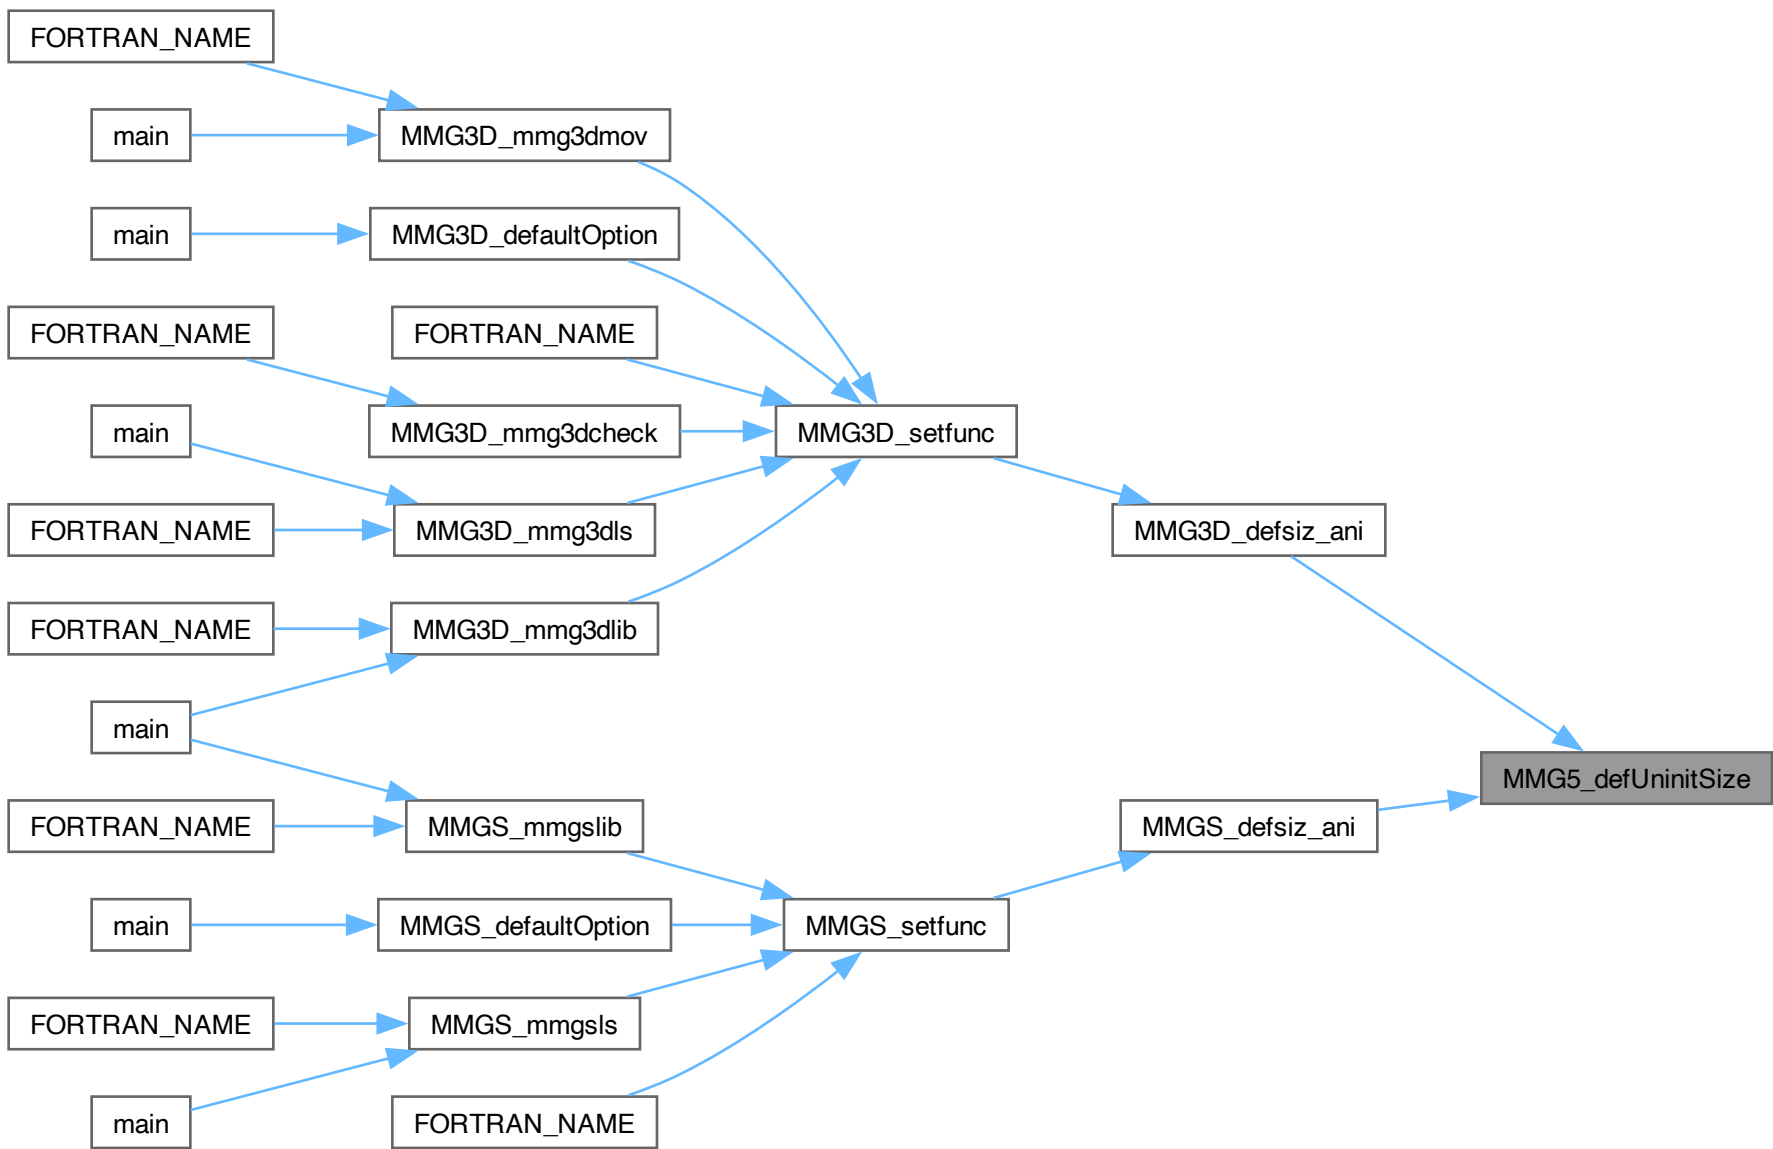 FORTRAN_NAME
main
MMG3D_mmg3dmov
main
MMG3D_defaultOption
FORTRAN_NAME
FORTRAN_NAME
main
MMG3D_mmg3dcheck
MMG3D_setfunc
FORTRAN_NAME
MMG3D_mmg3dls
MMG3D_defsiz_ani
FORTRAN_NAME
MMG3D_mmg3dlib
main
MMG5_defUninitSize
FORTRAN_NAME
MMGS_mmgslib
MMGS_defsiz_ani
main
MMGS_defaultOption
MMGS_setfunc
FORTRAN_NAME
MMGS_mmgsls
main
FORTRAN_NAME